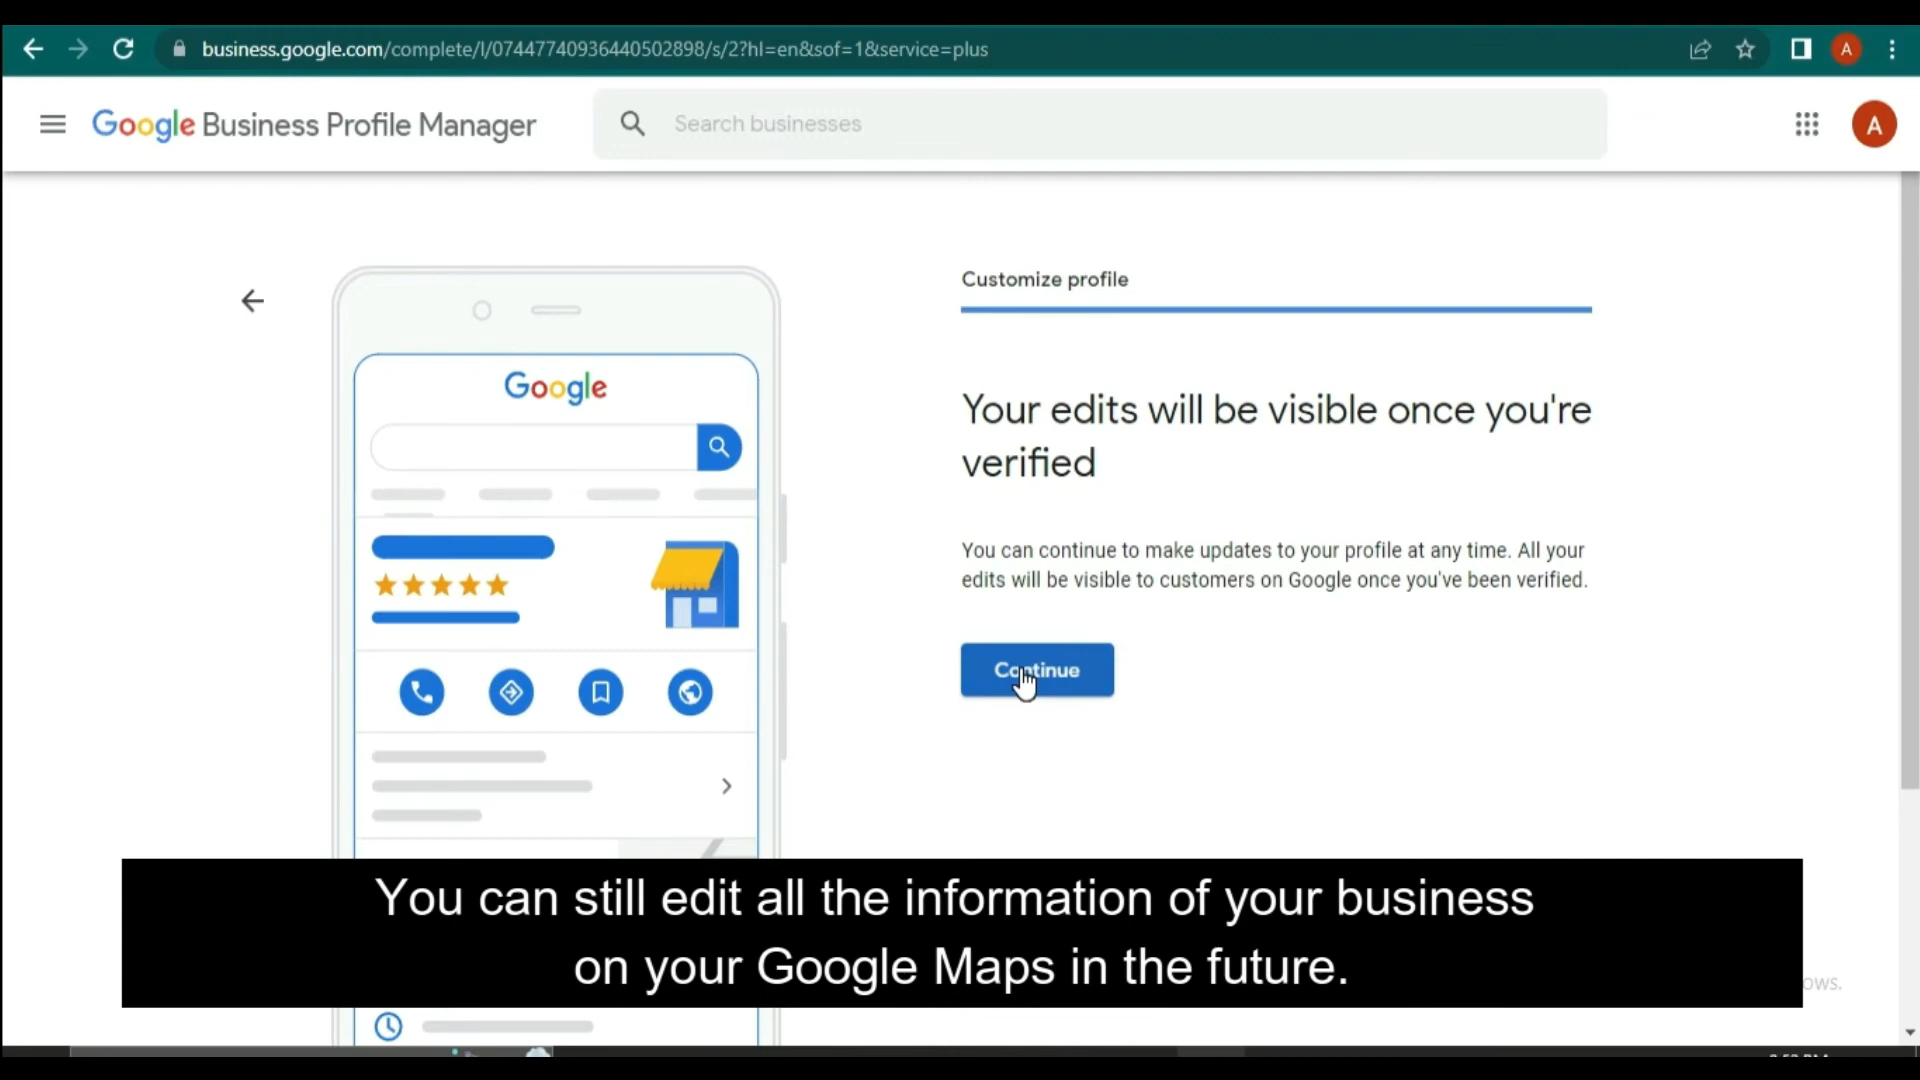 business.google.com/complete/l/07447740936440502898/s/2?hl=en&sof=1&service=plus
A
Google Business Profile Manager
Search businesses
A
Customize profile
Google
Your edits will be visible once you're
verified
You can continue to make updates to your profile at any time. All your
edits will be visible to customers on Google once you've been verified.
Continue
You can still edit all the information of your business
on your Google Maps in the future.
ows.